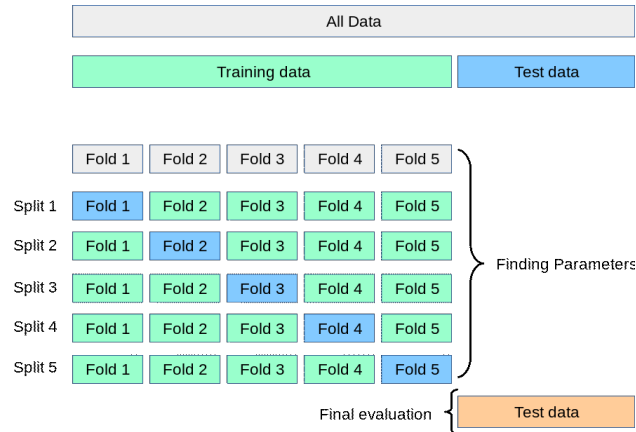 All Data
Training data Test data
Fold 1 Fold 2 Fold 3 Fold 4 Fold 5
Split 1 Fold 1 Fold 2 Fold 3 Fold 4 Fold 5
Split 2 Fold 1 Fold 2 Fold 3 Fold 4 Fold 5
Finding Parameters
Split 3 Fold 1 Fold 2 Fold 3 Fold 4 Fold 5
Split 4 Fold 1 Fold 2 Fold 3 Fold 4 Fold 5
Split 5 Fold 1 Fold 2 Fold 3 Fold 4 Fold 5
Final evaluation Test data